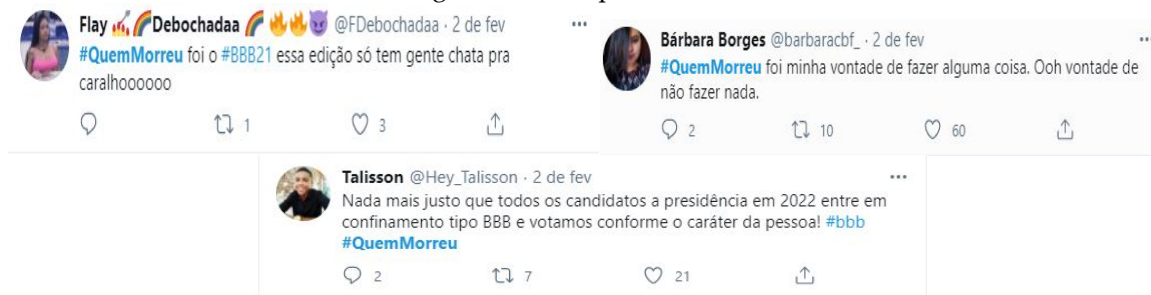 Flay 💅🌈Debochadaa 🌈🔥🔥😈 @FDebochadaa · 2 de fev
#QuemMorreu foi o #BBB21 essa edição só tem gente chata pra
caralhoooooo
1 3
Bárbara Borges @barbaracbf_ · 2 de fev
#QuemMorreu foi minha vontade de fazer alguma coisa. Ooh vontade de
não fazer nada.
2 10 60
Talisson @Hey_Talisson · 2 de fev
Nada mais justo que todos os candidatos a presidência em 2022 entre em
confinamento tipo BBB e votamos conforme o caráter da pessoa! #bbb
#QuemMorreu
2 7 21